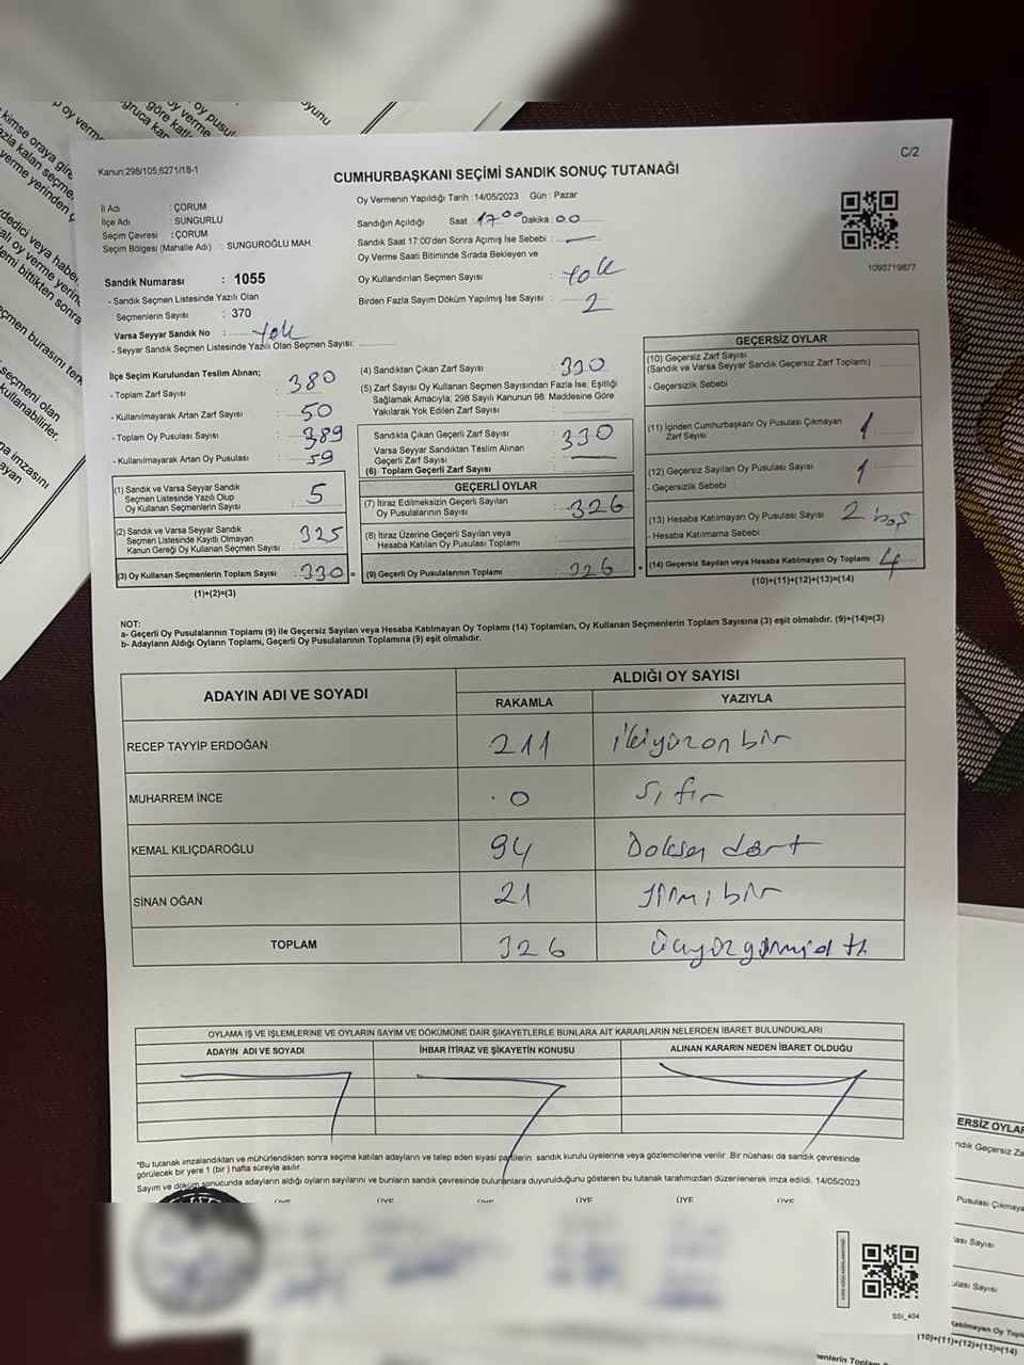 Kanun:298/105,6271/18-1
C/2
CUMHURBAŞKANI SEÇİMİ SANDIK SONUÇ TUTANAĞI
İl Adı : ÇORUM
İlçe Adı : SUNGURLU
Seçim Çevresi : ÇORUM
Seçim Bölgesi (Mahalle Adı) : SUNGUROĞLU MAH.
Oy Vermenin Yapıldığı Tarih : 14/05/2023 Gün : Pazar
Sandığın Açıldığı Saat : 17 00 Dakika : 00
Sandık Saat 17:00'den Sonra Açılmış İse Sebebi :
Oy Verme Saati Bitiminde Sırada Bekleyen ve
Oy Kullandırılan Seçmen Sayısı : Yok
Birden Fazla Sayım Döküm Yapılmış İse Sayısı : 2
1090719877
Sandık Numarası : 1055
- Sandık Seçmen Listesinde Yazılı Olan
Seçmenlerin Sayısı : 370
Varsa Seyyar Sandık No : Yok
- Seyyar Sandık Seçmen Listesinde Yazılı Olan Seçmen Sayısı:
İlçe Seçim Kurulundan Teslim Alınan;
- Toplam Zarf Sayısı : 380
- Kullanılmayarak Artan Zarf Sayısı : 50
- Toplam Oy Pusulası Sayısı : 389
- Kullanılmayarak Artan Oy Pusulası : 59
(1) Sandık ve Varsa Seyyar Sandık
Seçmen Listesinde Yazılı Olup
Oy Kullanan Seçmenlerin Sayısı : 5
(2) Sandık ve Varsa Seyyar Sandık
Seçmen Listesinde Kayıtlı Olmayan
Kanun Gereği Oy Kullanan Seçmen Sayısı : 325
(3) Oy Kullanan Seçmenlerin Toplam Sayısı : 330 =
(1)+(2)=(3)
(4) Sandıktan Çıkan Zarf Sayısı : 330
(5) Zarf Sayısı Oy Kullanan Seçmen Sayısından Fazla İse, Eşitliği
Sağlamak Amacıyla, 298 Sayılı Kanunun 98. Maddesine Göre
Yakılarak Yok Edilen Zarf Sayısı
Sandıkta Çıkan Geçerli Zarf Sayısı : 330
Varsa Seyyar Sandıktan Teslim Alınan
Geçerli Zarf Sayısı :
(6) Toplam Geçerli Zarf Sayısı :
GEÇERLİ OYLAR
(7) İtiraz Edilmeksizin Geçerli Sayılan
Oy Pusulalarının Sayısı : 326
(8) İtiraz Üzerine Geçerli Sayılan veya
Hesaba Katılan Oy Pusulası Toplamı :
(9) Geçerli Oy Pusulalarının Toplamı : 326 +
GEÇERSİZ OYLAR
(10) Geçersiz Zarf Sayısı
(Sandık ve Varsa Seyyar Sandık Geçersiz Zarf Toplamı) :
- Geçersizlik Sebebi :
(11) İçinden Cumhurbaşkanı Oy Pusulası Çıkmayan
Zarf Sayısı : 1
(12) Geçersiz Sayılan Oy Pusulası Sayısı : 1
- Geçersizlik Sebebi :
(13) Hesaba Katılmayan Oy Pusulası Sayısı : 2 boş
- Hesaba Katılmama Sebebi :
(14) Geçersiz Sayılan veya Hesaba Katılmayan Oy Toplamı : 4
(10)+(11)+(12)+(13)=(14)
NOT:
a- Geçerli Oy Pusulalarının Toplamı (9) ile Geçersiz Sayılan veya Hesaba Katılmayan Oy Toplamı (14) Toplamları, Oy Kullanan Seçmenlerin Toplam Sayısına (3) eşit olmalıdır. (9)+(14)=(3)
b- Adayların Aldığı Oyların Toplamı, Geçerli Oy Pusulalarının Toplamına (9) eşit olmalıdır.
ADAYIN ADI VE SOYADI
ALDIĞI OY SAYISI
RAKAMLA YAZIYLA
RECEP TAYYİP ERDOĞAN 211 ikiyüzonbir
MUHARREM İNCE 0 Sıfır
KEMAL KILIÇDAROĞLU 94 Doksan dört
SİNAN OĞAN 21 Yirmi bir
TOPLAM 326 Üçyüzyirmialtı
OYLAMA İŞ VE İŞLEMLERİNE VE OYLARIN SAYIM VE DÖKÜMÜNE DAİR ŞİKAYETLERLE BUNLARA AİT KARARLARIN NELERDEN İBARET BULUNDUKLARI
ADAYIN ADI VE SOYADI İHBAR İTİRAZ VE ŞİKAYETİN KONUSU ALINAN KARARIN NEDEN İBARET OLDUĞU
*Bu tutanak imzalandıktan ve mühürlendikten sonra seçime katılan adayların ve talep eden siyasi partilerin sandık kurulu üyelerine veya gözlemcilerine verilir. Bir nüshası da sandık çevresinde
görülecek bir yere 1 (bir) hafta süreyle asılır.
Sayım ve döküm sonucunda adayların aldığı oyların sayılarını ve bunların sandık çevresinde bulunanlara duyurulduğunu gösteren bu tutanak tarafımızdan düzenlenerek imza edildi. 14/05/2023
ÜYE ÜYE ÜYE ÜYE ÜYE ÜYE
SSI_404
ERSİZ OYLAR
(10)+(11)+(12)+(13)=(14)